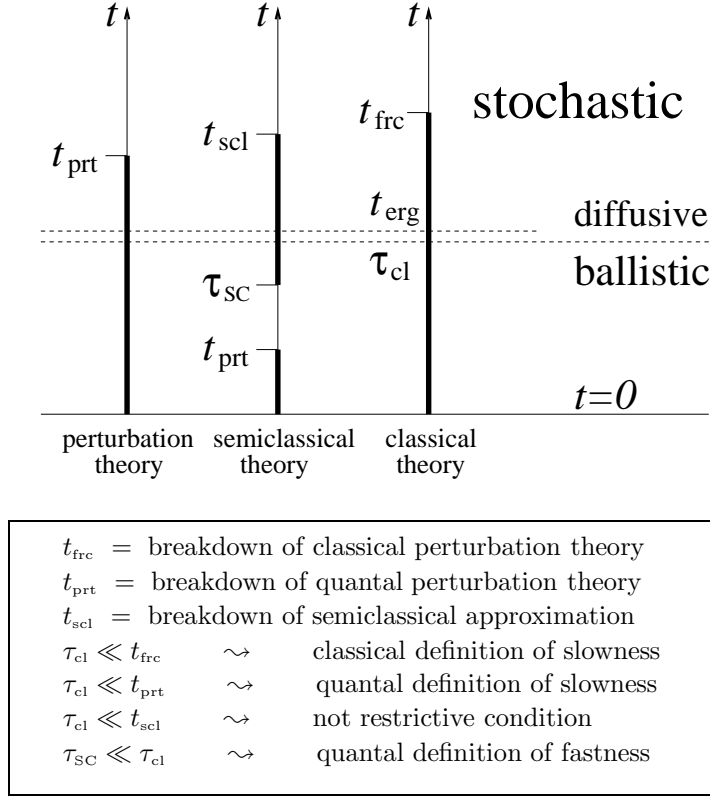 t t t
stochastic
t_frc
t_scl
t_prt
t_erg
diffusive
τ_cl
ballistic
τ_SC
t_prt
t=0
perturbation theory
semiclassical theory
classical theory
t_frc = breakdown of classical perturbation theory
t_prt = breakdown of quantal perturbation theory
t_scl = breakdown of semiclassical approximation
τ_cl ≪ t_frc ⤳ classical definition of slowness
τ_cl ≪ t_prt ⤳ quantal definition of slowness
τ_cl ≪ t_scl ⤳ not restrictive condition
τ_SC ≪ τ_cl ⤳ quantal definition of fastness